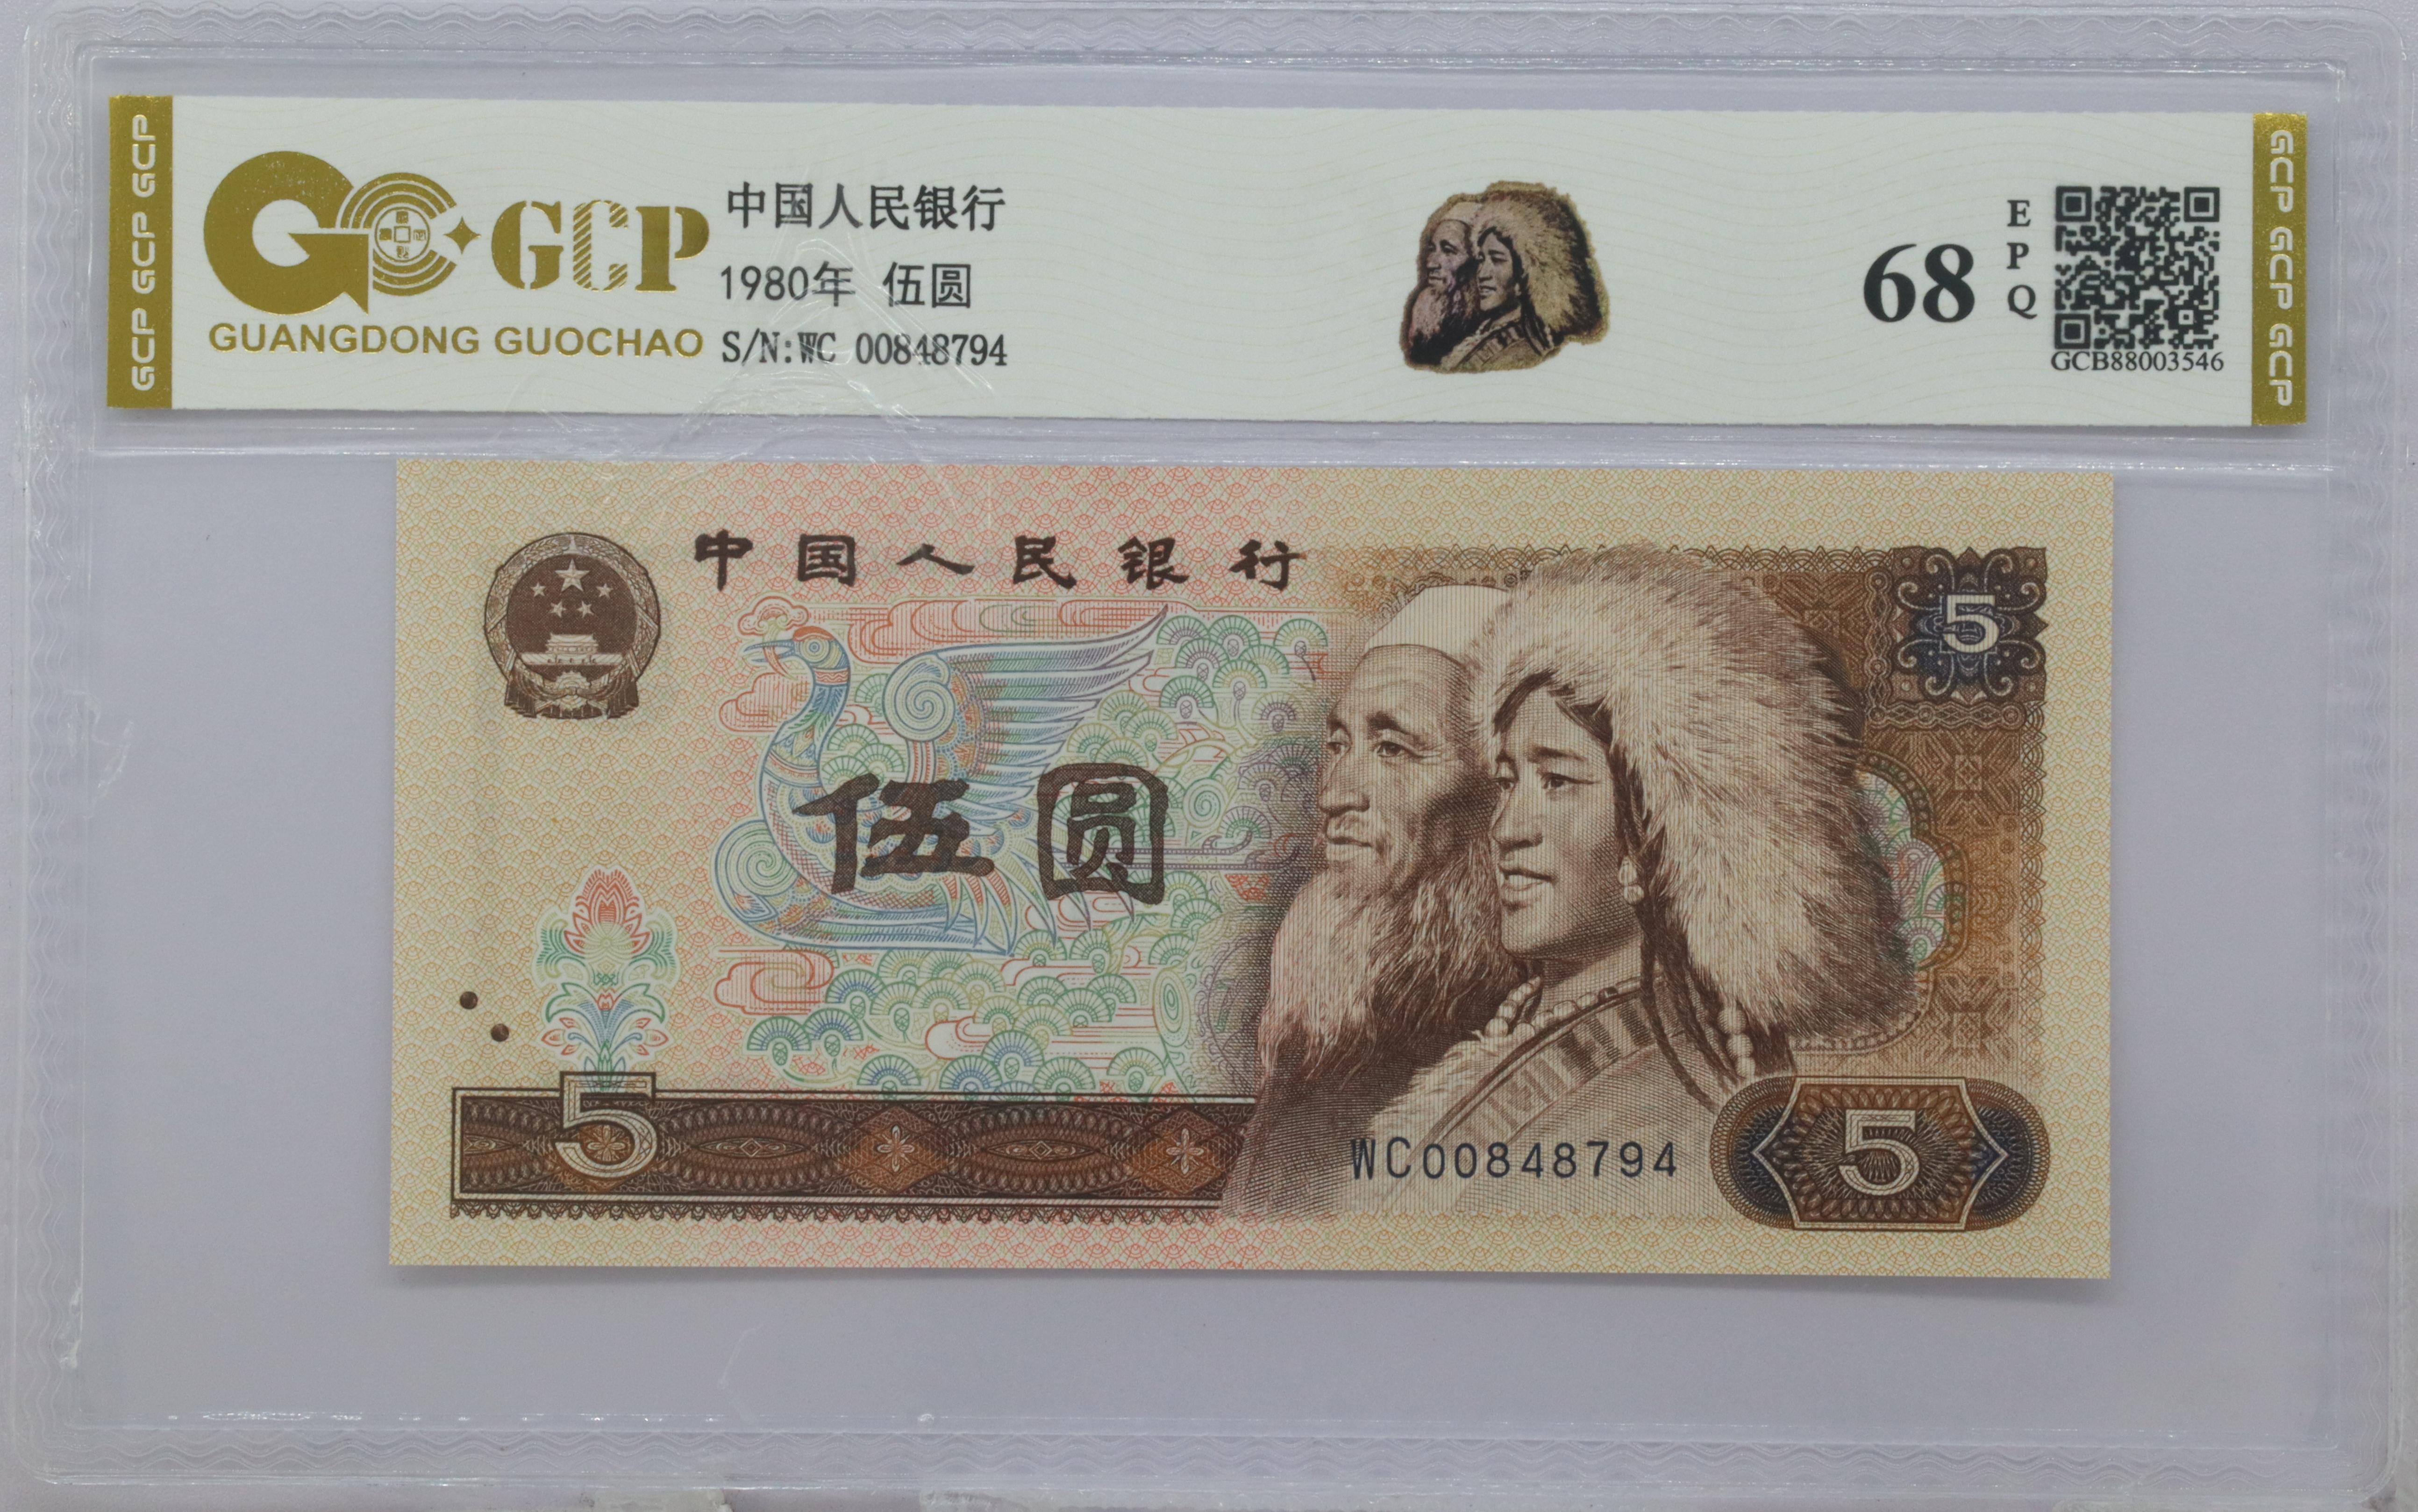 GCP GCP GCP
GCP
GUANGDONG GUOCHAO
中国人民银行
1980年 伍圆
S/N:WC 00848794
68
EPQ
GCB88003546
GCP GCP GCP
中国人民银行
5
伍圆
5
WC00848794
5